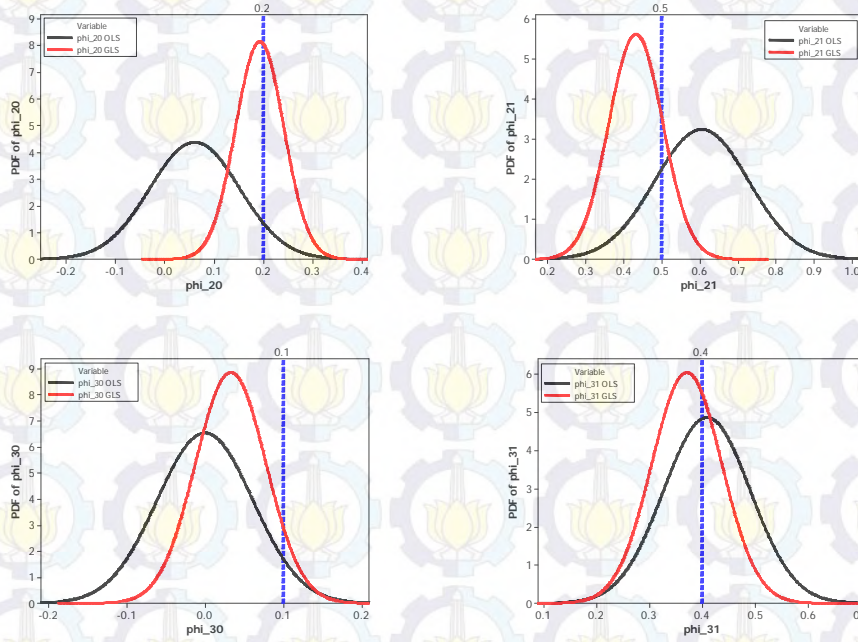 0.2
9
8
7
6
5
4
3
2
1
0
PDF of phi_20
Variable
phi_20 OLS
phi_20 GLS
-0.2 -0.1 0.0 0.1 0.2 0.3 0.4
phi_20
0.5
6
5
4
3
2
1
0
PDF of phi_21
Variable
phi_21 OLS
phi_21 GLS
0.2 0.3 0.4 0.5 0.6 0.7 0.8 0.9 1.0
phi_21
0.1
9
8
7
6
5
4
3
2
1
0
PDF of phi_30
Variable
phi_30 OLS
phi_30 GLS
-0.2 -0.1 0.0 0.1 0.2
phi_30
0.4
6
5
4
3
2
1
0
PDF of phi_31
Variable
phi_31 OLS
phi_31 GLS
0.1 0.2 0.3 0.4 0.5 0.6
phi_31